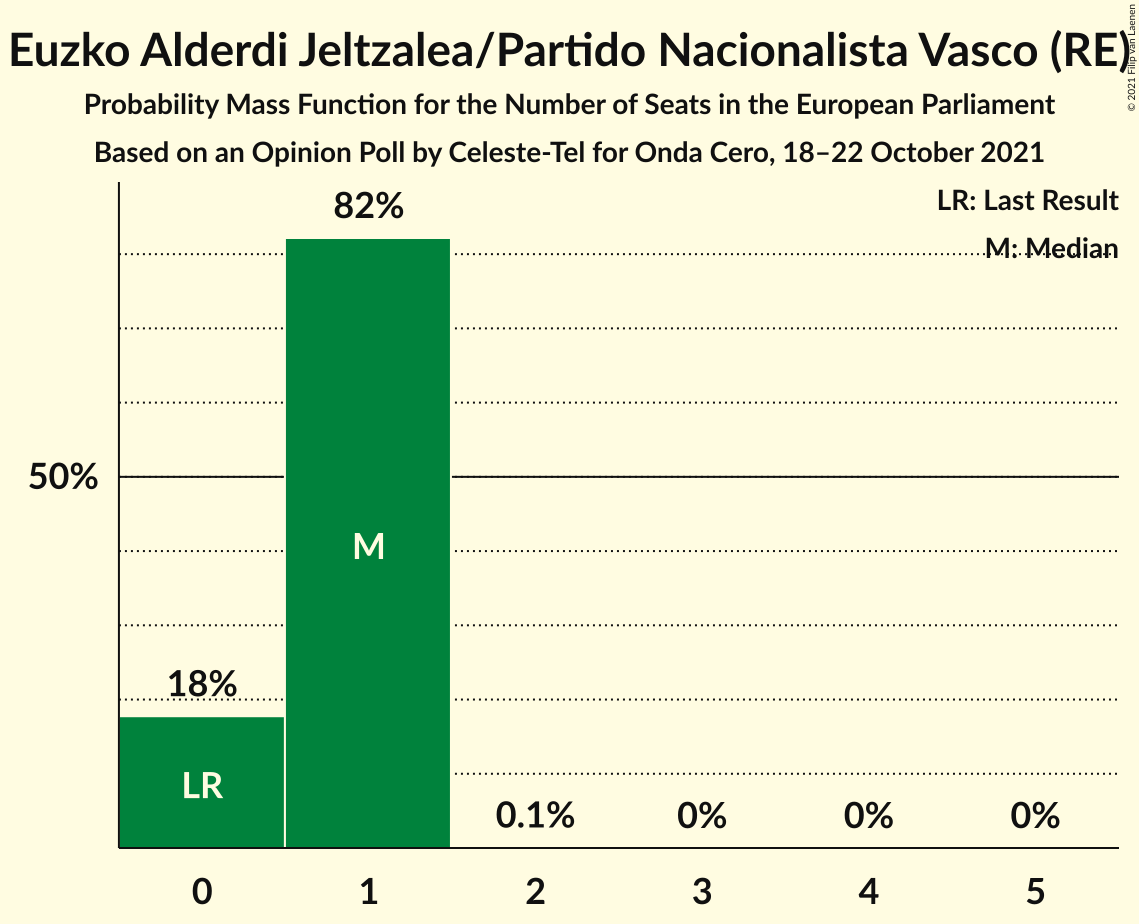 Euzko Alderdi Jeltzalea/Partido Nacionalista Vasco (RE)
© 2021 Filip van Laenen
Probability Mass Function for the Number of Seats in the European Parliament
Based on an Opinion Poll by Celeste-Tel for Onda Cero, 18–22 October 2021
LR: Last Result
M: Median
82%
50%
M
18%
LR
0.1%
0%
0%
0%
0
1
2
3
4
5